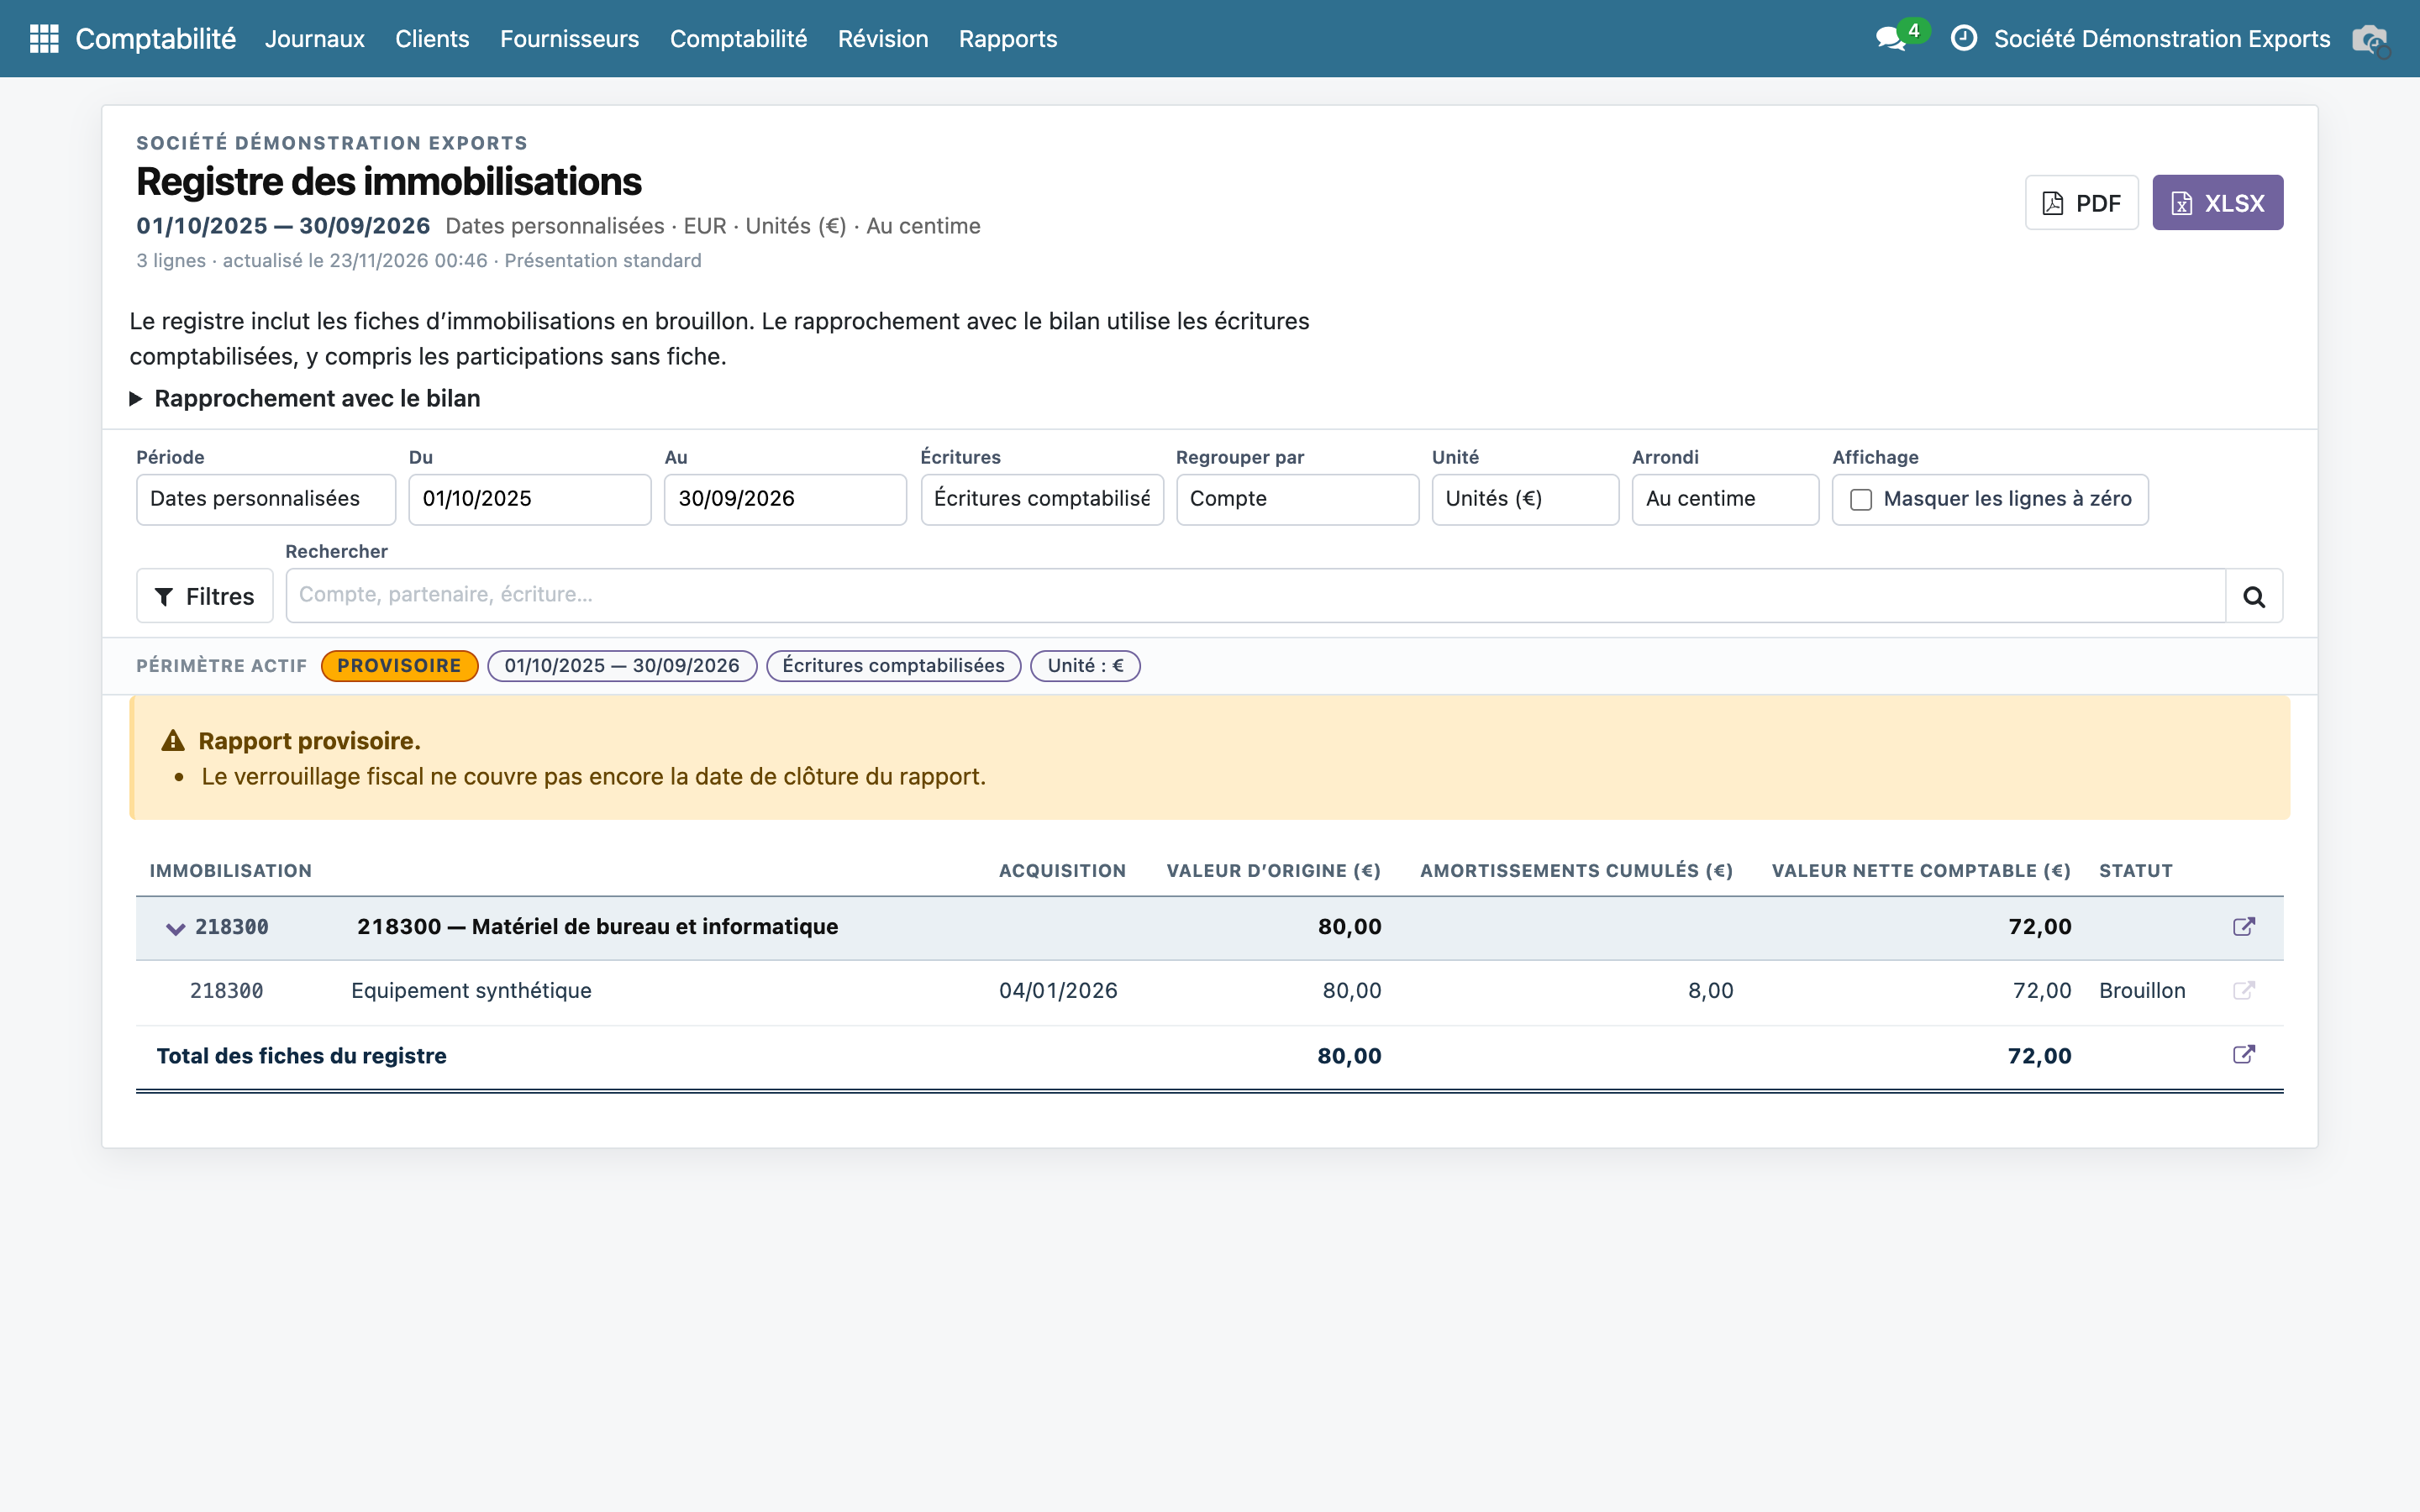 Comptabilité Journaux Clients Fournisseurs Comptabilité Révision Rapports 4 Société Démonstration Exports
SOCIÉTÉ DÉMONSTRATION EXPORTS
Registre des immobilisations
01/10/2025 — 30/09/2026 Dates personnalisées · EUR · Unités (€) · Au centime
3 lignes · actualisé le 23/11/2026 00:46 · Présentation standard
PDF XLSX
Le registre inclut les fiches d’immobilisations en brouillon. Le rapprochement avec le bilan utilise les écritures
comptabilisées, y compris les participations sans fiche.
Rapprochement avec le bilan
Période Du Au Écritures Regrouper par Unité Arrondi Affichage
Dates personnalisées 01/10/2025 30/09/2026 Écritures comptabilisé Compte Unités (€) Au centime Masquer les lignes à zéro
Rechercher
Filtres Compte, partenaire, écriture...
PÉRIMÈTRE ACTIF PROVISOIRE 01/10/2025 — 30/09/2026 Écritures comptabilisées Unité : €
Rapport provisoire.
• Le verrouillage fiscal ne couvre pas encore la date de clôture du rapport.
IMMOBILISATION ACQUISITION VALEUR D’ORIGINE (€) AMORTISSEMENTS CUMULÉS (€) VALEUR NETTE COMPTABLE (€) STATUT
218300 218300 — Matériel de bureau et informatique 80,00 72,00
218300 Equipement synthétique 04/01/2026 80,00 8,00 72,00 Brouillon
Total des fiches du registre 80,00 72,00